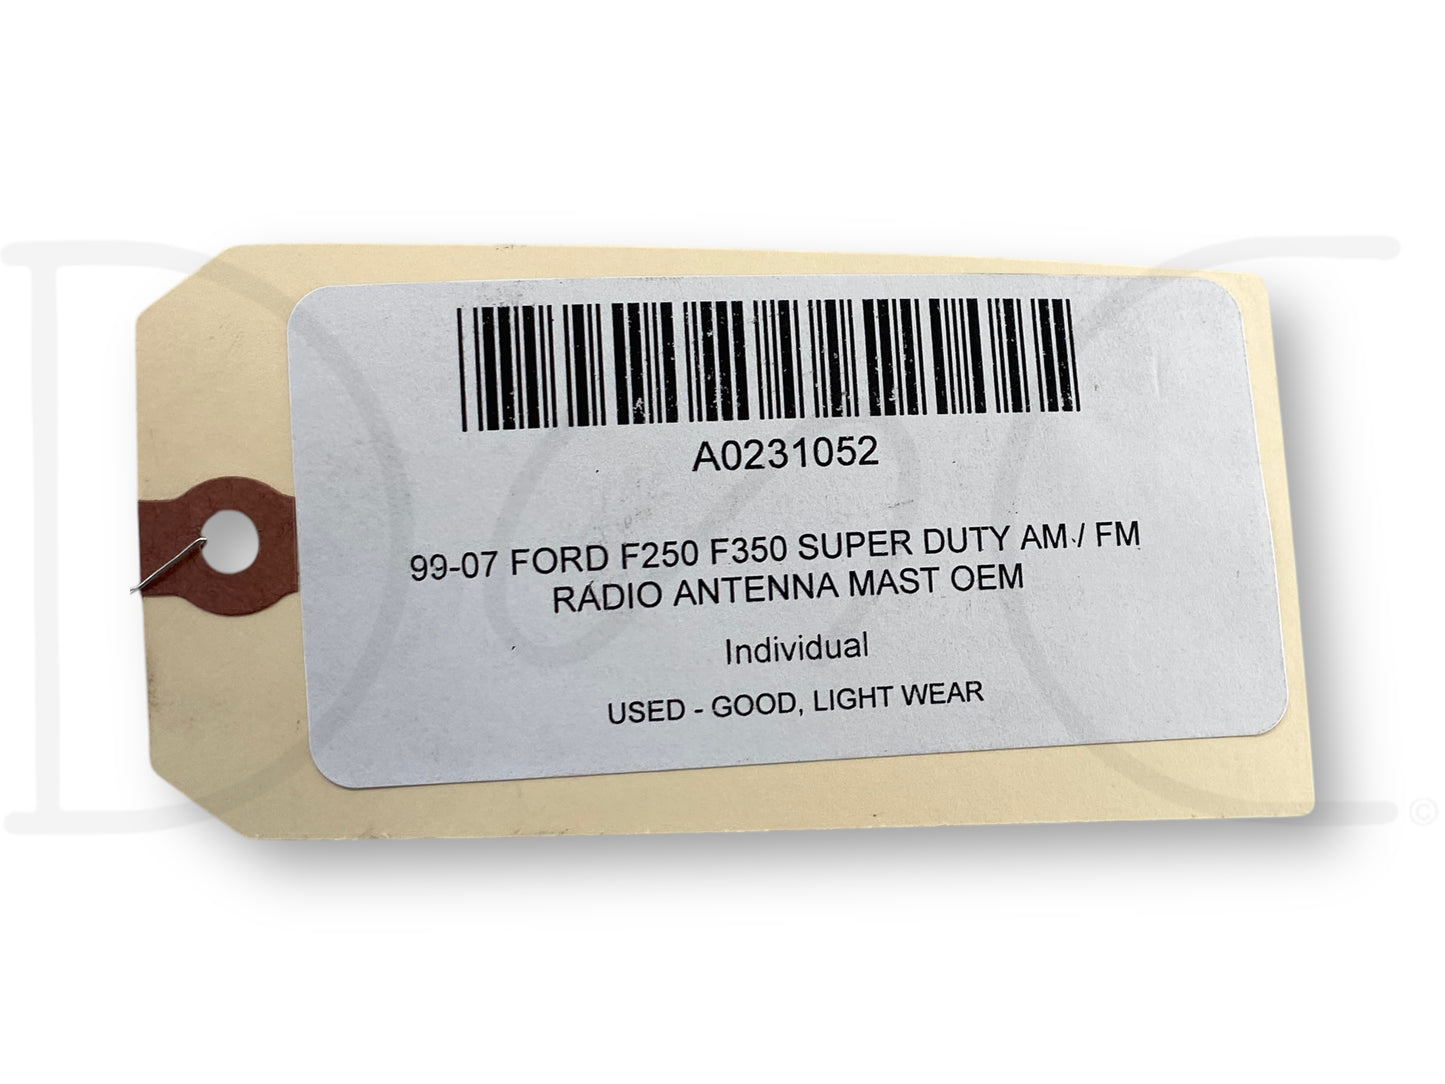 A0231052
99-07 FORD F250 F350 SUPER DUTY AM / FM
RADIO ANTENNA MAST OEM
Individual
USED - GOOD, LIGHT WEAR
D C ©